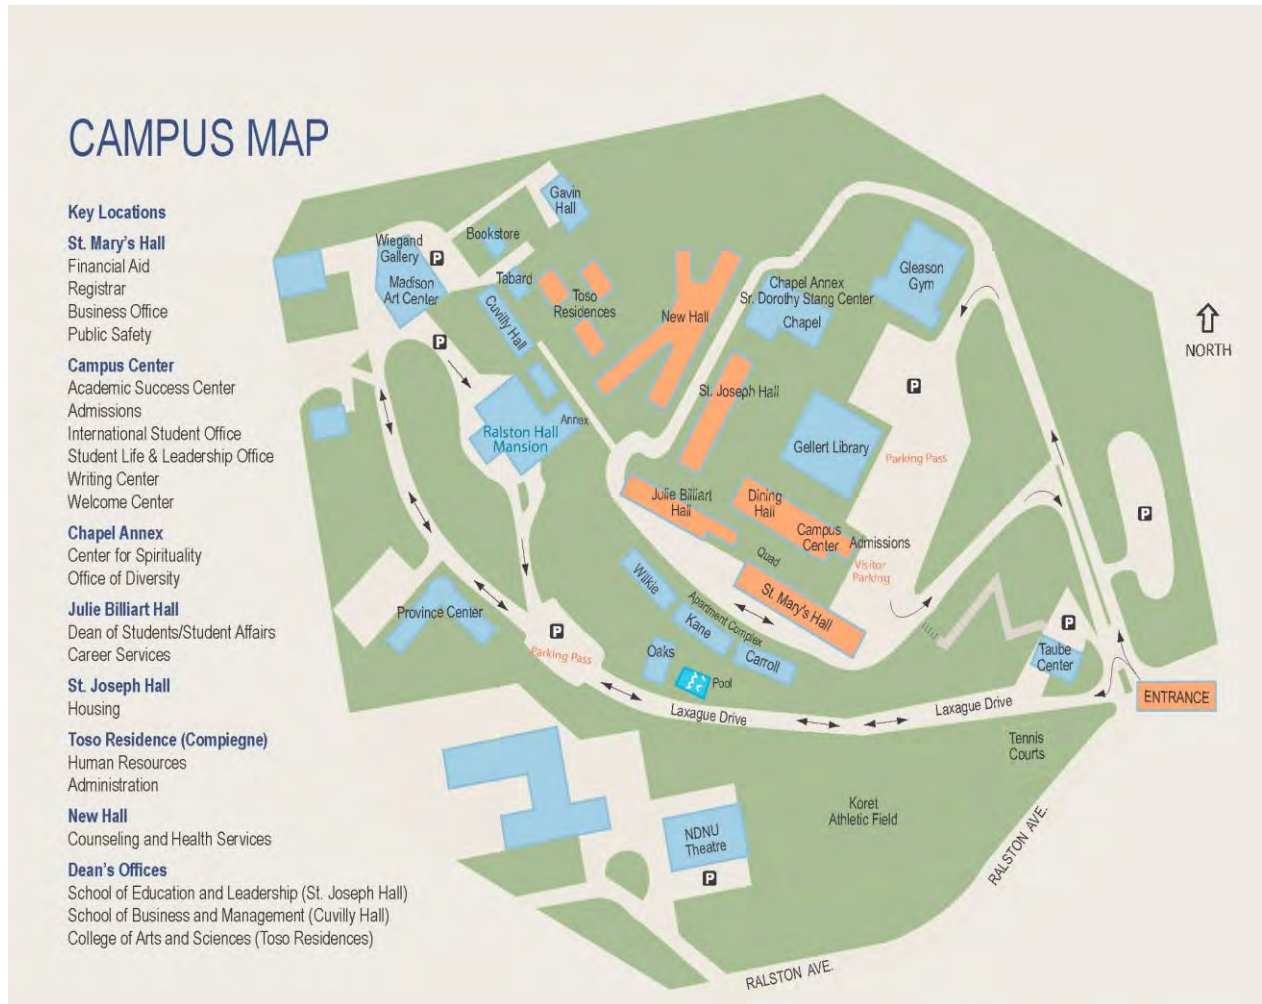 CAMPUS MAP
Key Locations
St. Mary's Hall
Financial Aid
Registrar
Business Office
Public Safety
Campus Center
Academic Success Center
Admissions
International Student Office
Student Life & Leadership Office
Writing Center
Welcome Center
Chapel Annex
Center for Spirituality
Office of Diversity
Julie Billiart Hall
Dean of Students/Student Affairs
Career Services
St. Joseph Hall
Housing
Toso Residence (Compiegne)
Human Resources
Administration
New Hall
Counseling and Health Services
Dean's Offices
School of Education and Leadership (St. Joseph Hall)
School of Business and Management (Cuvilly Hall)
College of Arts and Sciences (Toso Residences)
Gavin
Hall
Bookstore
Wiegand
Gallery
P
Madison
Art Center
Tabard
Cuvilly Hall
Toso
Residences
New Hall
Chapel Annex
Sr. Dorothy Stang Center
Chapel
Gleason
Gym
NORTH
P
P
St. Joseph Hall
Annex
Ralston Hall
Mansion
Gellert Library
Parking Pass
Julie Billiart
Hall
Dining
Hall
Campus
Center
Admissions
Visitor
Parking
P
Quad
Wilkie
Apartment Complex
Kane
Carroll
St. Mary's Hall
Province Center
P
Parking Pass
Oaks
Pool
P
Taube
Center
ENTRANCE
Laxague Drive
Laxague Drive
Tennis
Courts
Koret
Athletic Field
NDNU
Theatre
P
RALSTON AVE.
RALSTON AVE.